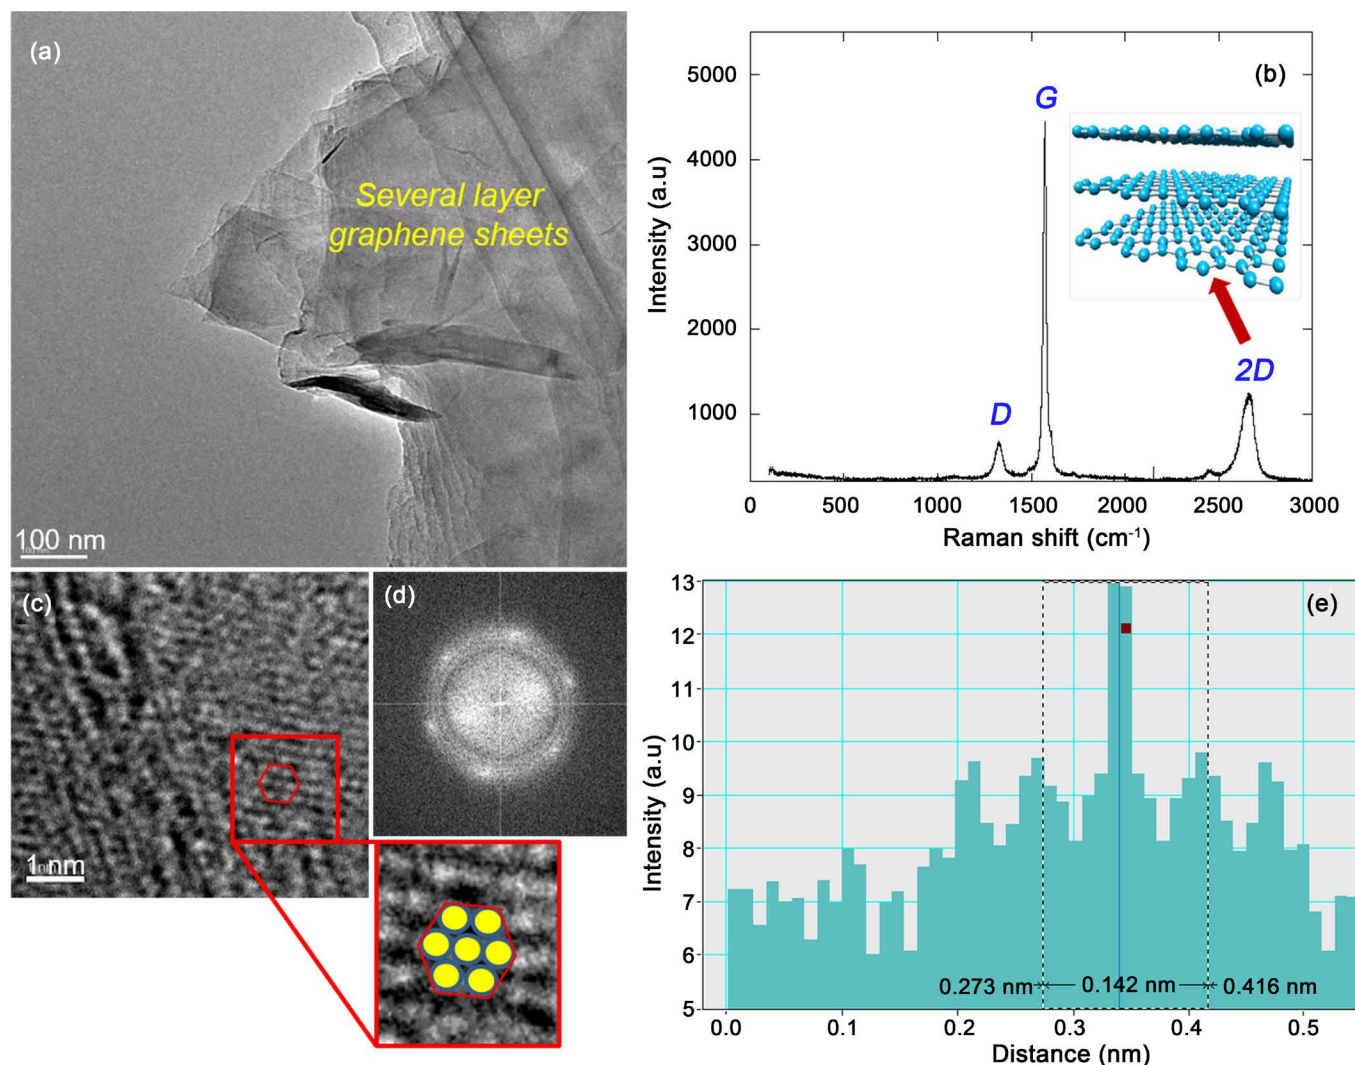 (a)
Several layer
graphene sheets
100 nm
(b)
5000
4000
3000
2000
1000
Intensity (a.u)
G
D
2D
0
500
1000
1500
2000
2500
3000
Raman shift (cm-1)
(c)
1 nm
(d)
(e)
13
12
11
10
9
8
7
6
5
Intensity (a.u)
0.273 nm
0.142 nm
0.416 nm
0.0
0.1
0.2
0.3
0.4
0.5
Distance (nm)